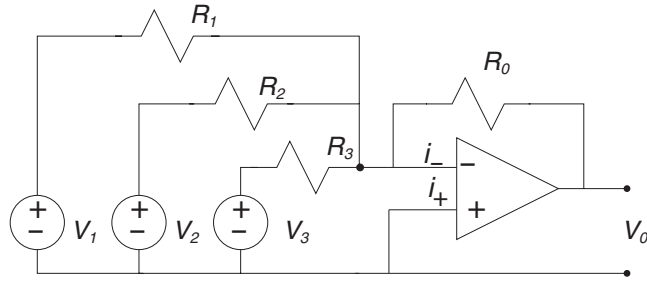 R1
R2
R0
R3
i−
−
i+
+
+
−
V1
+
−
V2
+
−
V3
V0